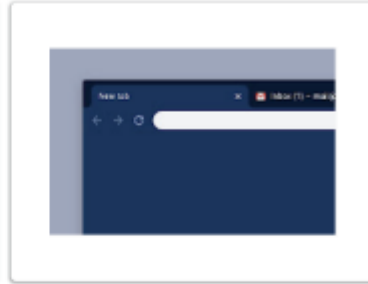 New tab
Inbox (1) –